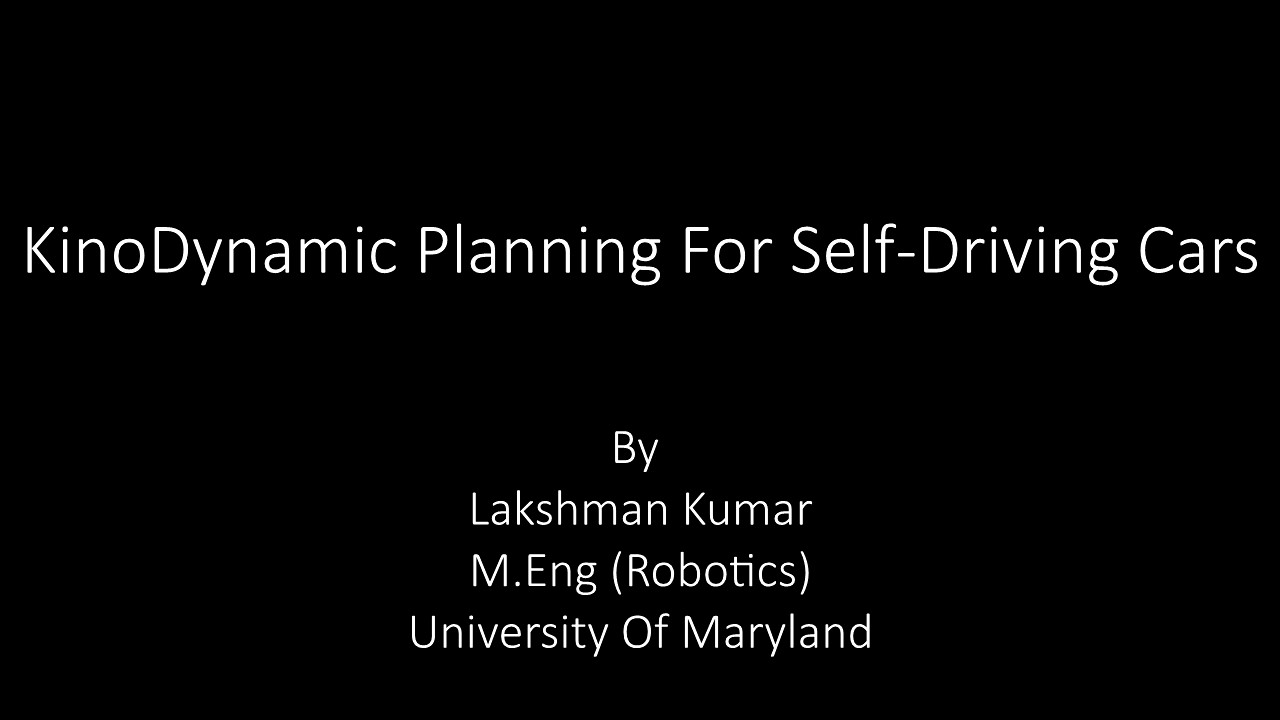 KinoDynamic Planning For Self-Driving Cars
By
Lakshman Kumar
M.Eng (Robotics)
University Of Maryland